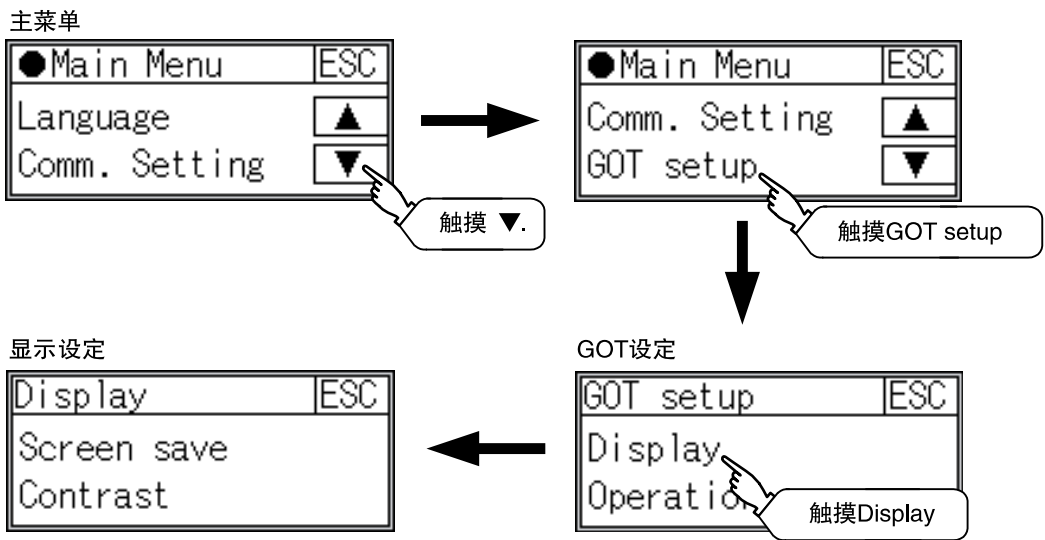 主菜单
●Main Menu ESC
Language ▲
Comm. Setting ▼
触摸 ▼.
●Main Menu ESC
Comm. Setting ▲
GOT setup ▼
触摸GOT setup
显示设定
Display ESC
Screen save
Contrast
GOT设定
GOT setup ESC
Display
Operatio
触摸Display